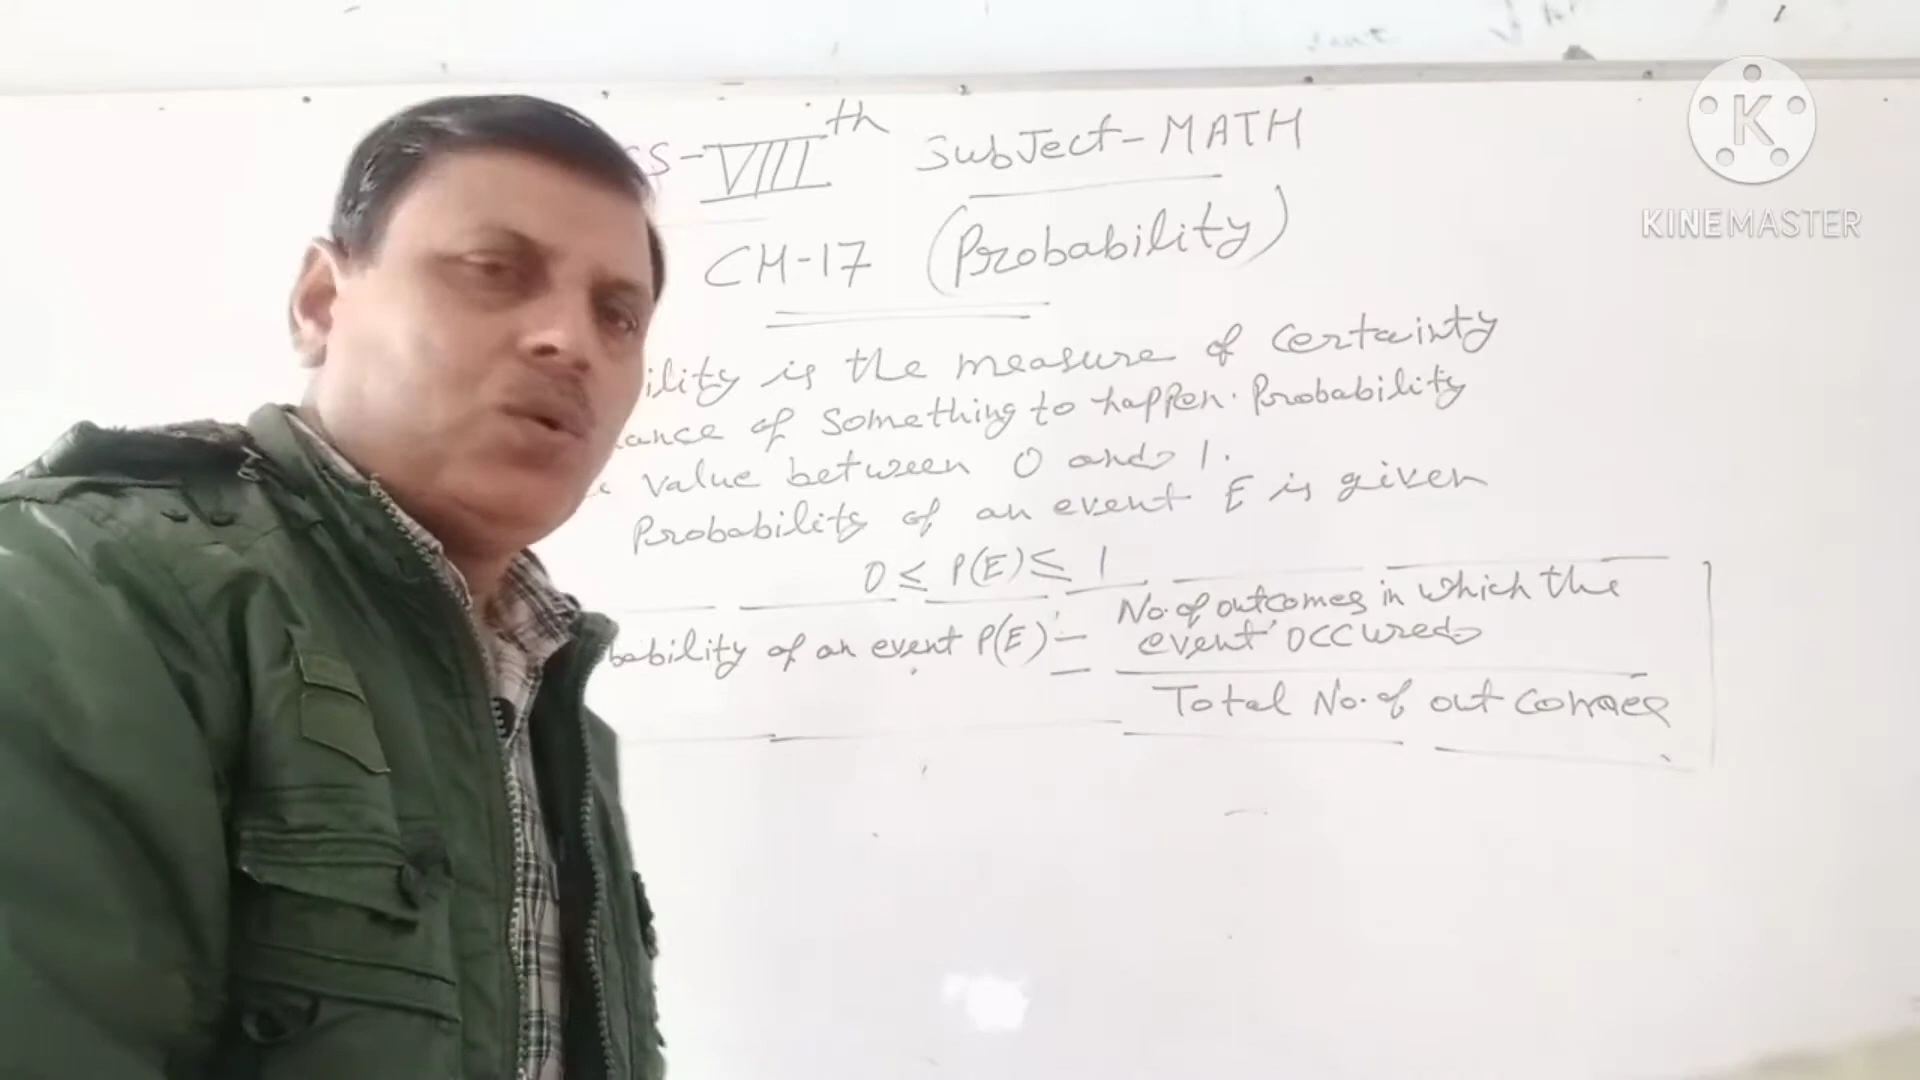 SS-VIIIth Subject-MATH
CH-17 (Probability)
ility is the measure of certainty
ance of something to happen. Probability
value between 0 and 1.
Probability of an event E is given
0 ≤ P(E) ≤ 1
bability of an event P(E) = No. of outcomes in which the
event occured
Total No. of out comes
K
KINEMASTER